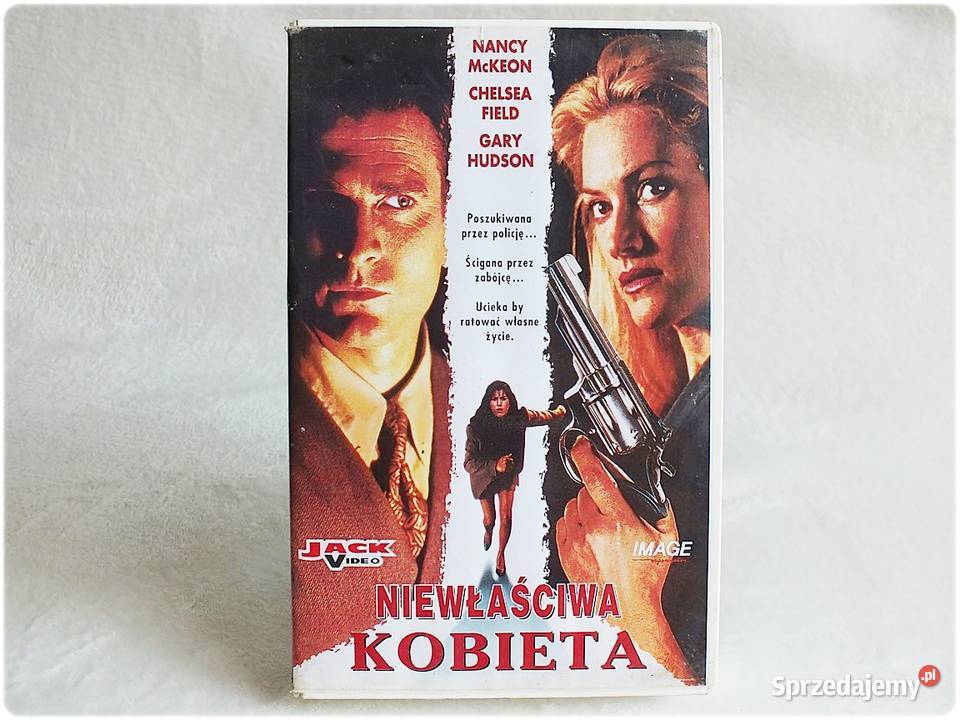 NANCY
McKEON
CHELSEA
FIELD
GARY
HUDSON
Poszukiwana
przez policję...
Ścigana przez
zabójcę...
Ucieka by
ratować własne
życie.
JACK
VIDEO
IMAGE
NIEWŁAŚCIWA
KOBIETA
Sprzedajemy.pl